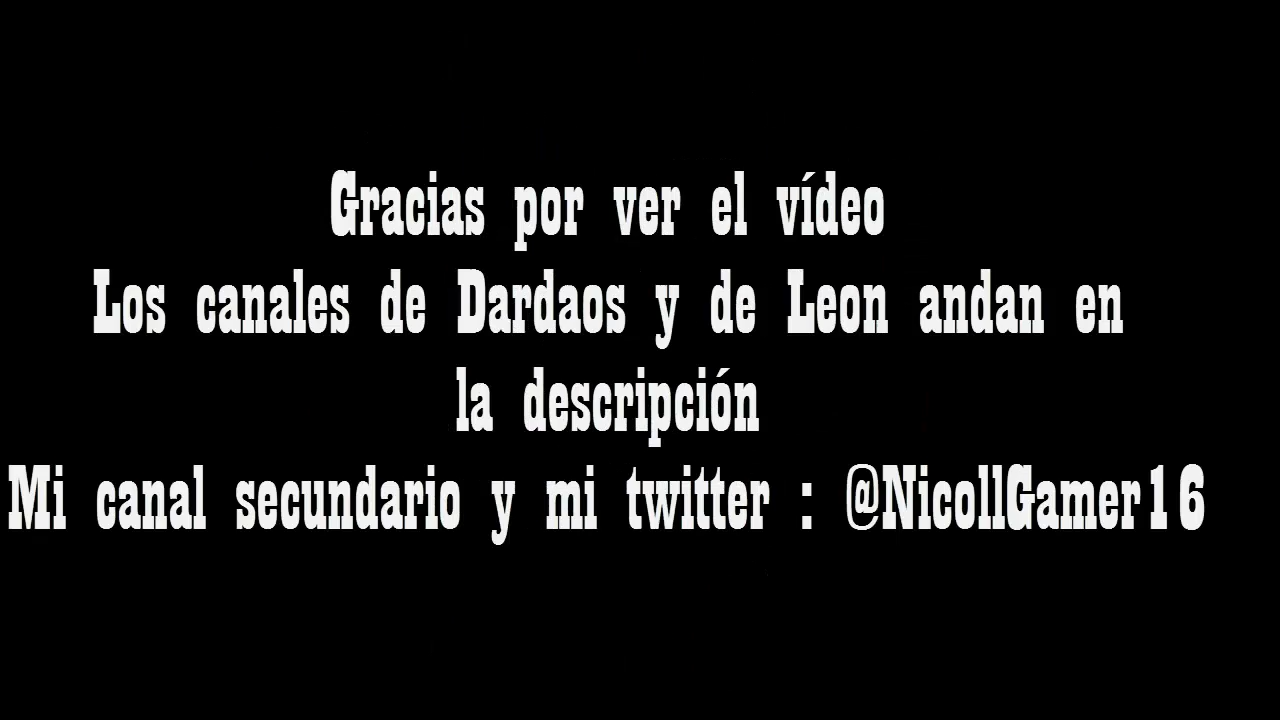 Gracias por ver el vídeo
Los canales de Dardaos y de Leon andan en
la descripción
Mi canal secundario y mi twitter : @NicollGamer16